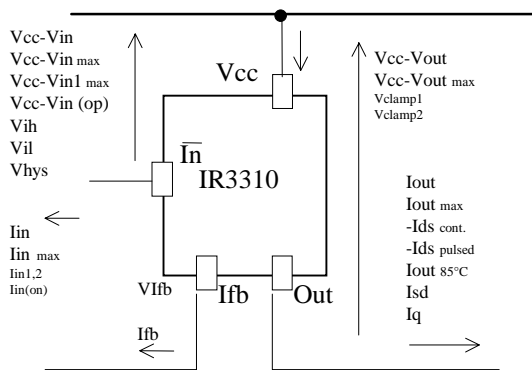 Vcc-Vin
Vcc-Vin max
Vcc-Vin1 max
Vcc-Vin (op)
Vih
Vil
Vhys
Iin
Iin max
Iin1,2
Iin(on)
Vcc
In
IR3310
VIfb
Ifb
Out
Ifb
Vcc-Vout
Vcc-Vout max
Vclamp1
Vclamp2
Iout
Iout max
-Ids cont.
-Ids pulsed
Iout 85°C
Isd
Iq